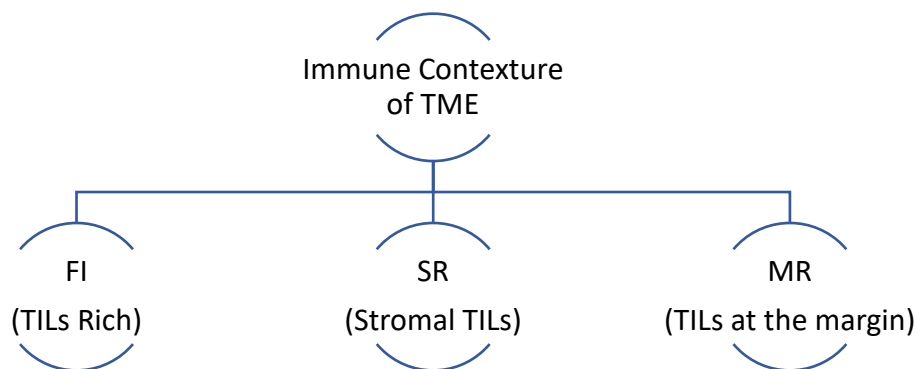 Immune Contexture
of TME
FI
(TILs Rich)
SR
(Stromal TILs)
MR
(TILs at the margin)